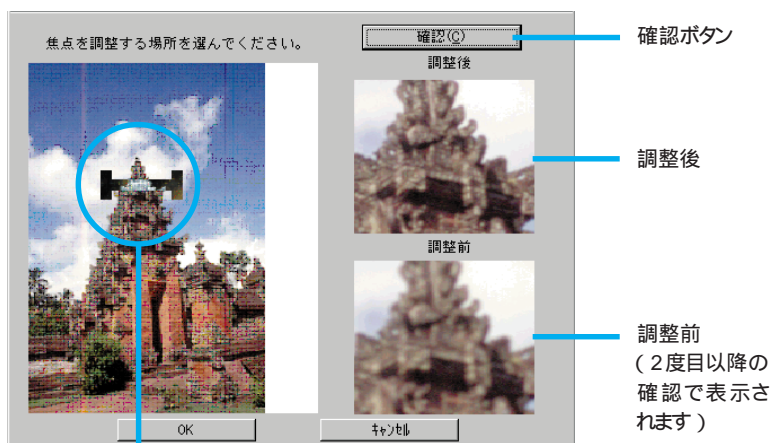 焦点を調整する場所を選んでください。
確認(C)
確認ボタン
調整後
調整後
調整前
調整前
(2度目以降の
確認で表示さ
れます)
OK
キャンセル